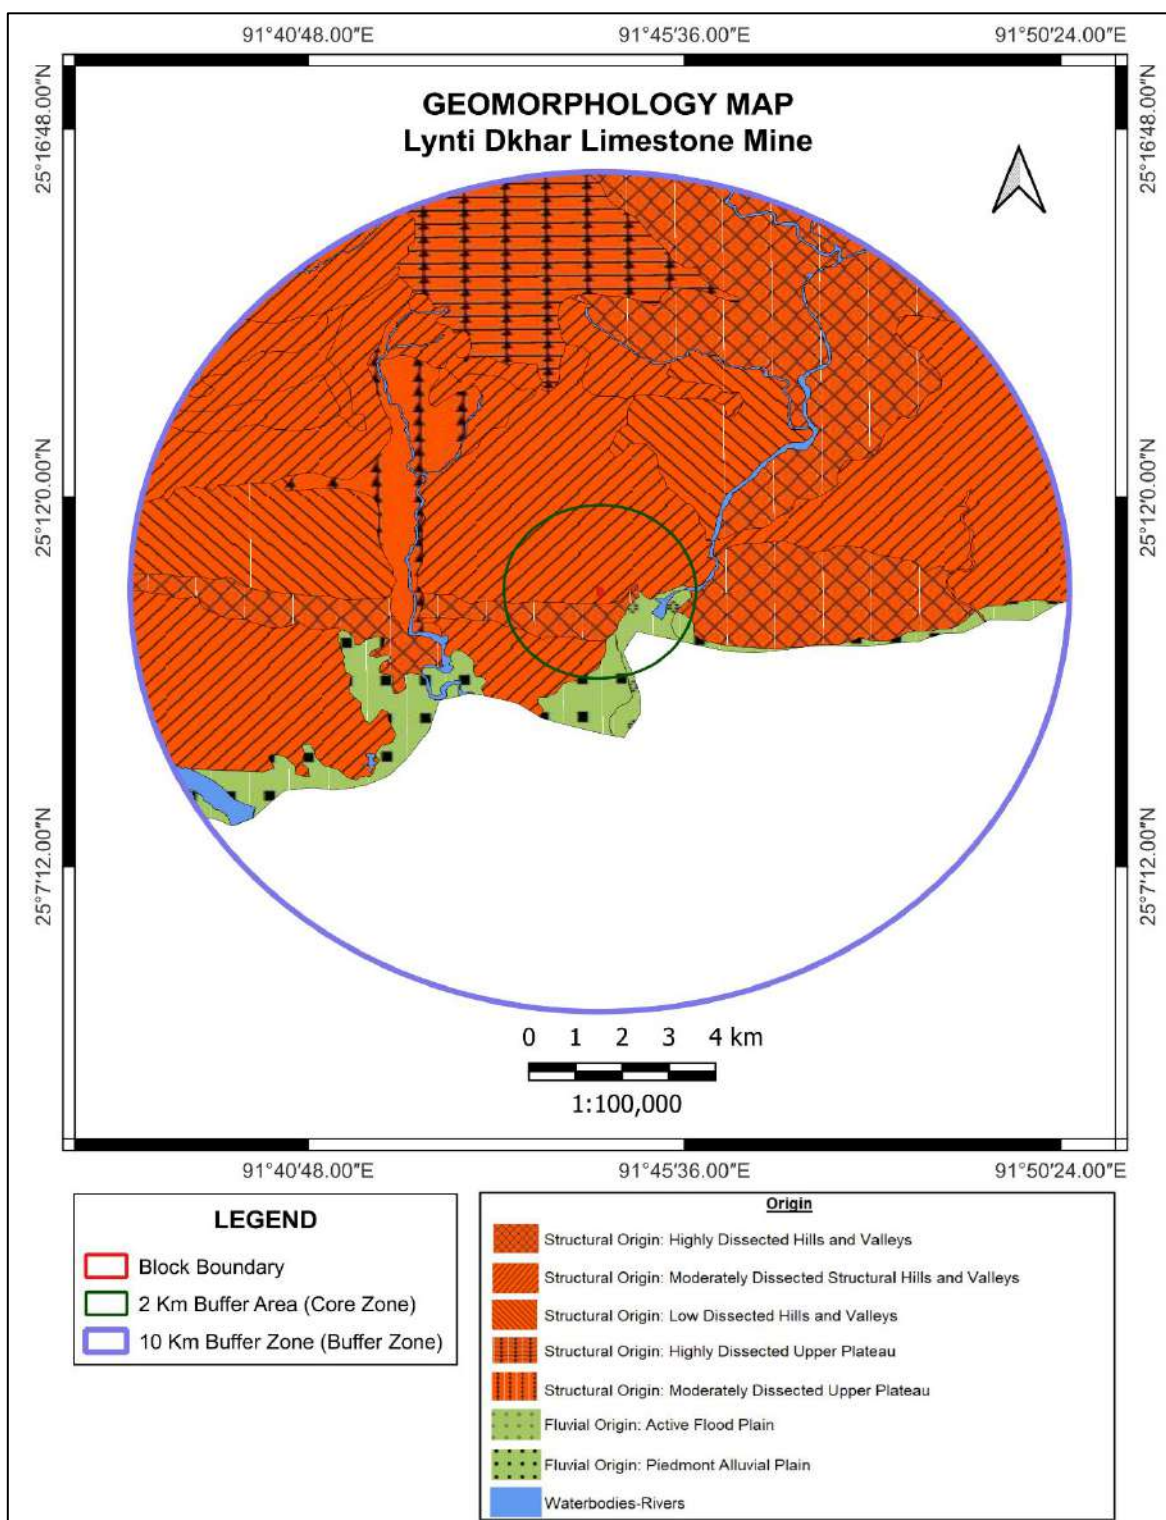 91°40′48.00″E 91°45′36.00″E 91°50′24.00″E
25°16′48.00″N 25°16′48.00″N
GEOMORPHOLOGY MAP
Lynti Dkhar Limestone Mine
25°12′0.00″N 25°12′0.00″N
25°7′12.00″N 25°7′12.00″N
0 1 2 3 4 km
1:100,000
91°40′48.00″E 91°45′36.00″E 91°50′24.00″E
LEGEND
Block Boundary
2 Km Buffer Area (Core Zone)
10 Km Buffer Zone (Buffer Zone)
Origin
Structural Origin: Highly Dissected Hills and Valleys
Structural Origin: Moderately Dissected Structural Hills and Valleys
Structural Origin: Low Dissected Hills and Valleys
Structural Origin: Highly Dissected Upper Plateau
Structural Origin: Moderately Dissected Upper Plateau
Fluvial Origin: Active Flood Plain
Fluvial Origin: Piedmont Alluvial Plain
Waterbodies-Rivers